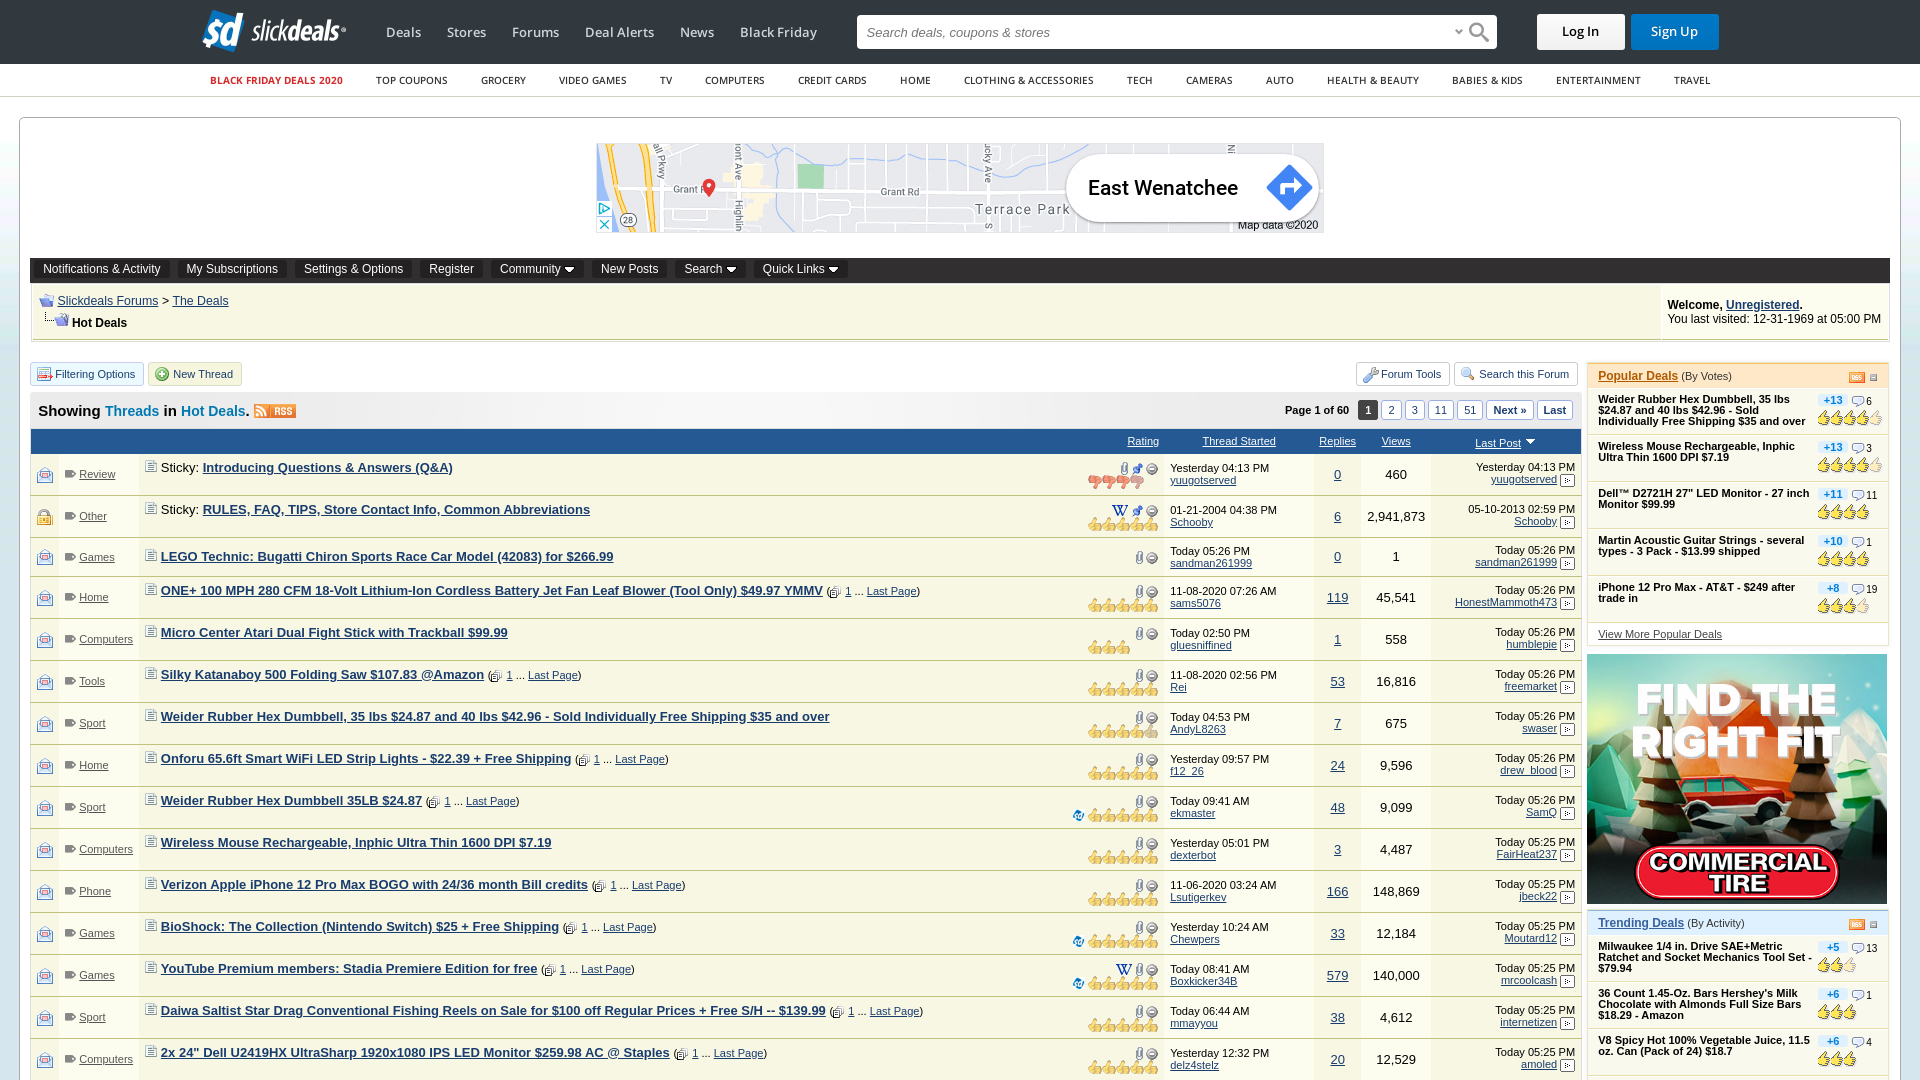 slickdeals
Deals Stores Forums Deal Alerts News Black Friday
Search deals, coupons & stores
Log In Sign Up
BLACK FRIDAY DEALS 2020 TOP COUPONS GROCERY VIDEO GAMES TV COMPUTERS CREDIT CARDS HOME CLOTHING & ACCESSORIES TECH CAMERAS AUTO HEALTH & BEAUTY BABIES & KIDS ENTERTAINMENT TRAVEL
Grant Rd
Terrace Park
28
East Wenatchee
Map data ©2020
Notifications & Activity My Subscriptions Settings & Options Register Community New Posts Search Quick Links
Slickdeals Forums > The Deals
Hot Deals
Welcome, Unregistered.
You last visited: 12-31-1969 at 05:00 PM
Filtering Options New Thread Forum Tools Search this Forum
Showing Threads in Hot Deals. RSS
Page 1 of 60 1 2 3 11 51 Next » Last
Rating Thread Started Replies Views Last Post
Review Sticky: Introducing Questions & Answers (Q&A) Yesterday 04:13 PM yuugotserved 0 460 Yesterday 04:13 PM yuugotserved
Other Sticky: RULES, FAQ, TIPS, Store Contact Info, Common Abbreviations 01-21-2004 04:38 PM Schooby 6 2,941,873 05-10-2013 02:59 PM Schooby
Games LEGO Technic: Bugatti Chiron Sports Race Car Model (42083) for $266.99 Today 05:26 PM sandman261999 0 1 Today 05:26 PM sandman261999
Home ONE+ 100 MPH 280 CFM 18-Volt Lithium-Ion Cordless Battery Jet Fan Leaf Blower (Tool Only) $49.97 YMMV ( 1 ... Last Page) 11-08-2020 07:26 AM sams5076 119 45,541 Today 05:26 PM HonestMammoth473
Computers Micro Center Atari Dual Fight Stick with Trackball $99.99 Today 02:50 PM gluesniffined 1 558 Today 05:26 PM humblepie
Tools Silky Katanaboy 500 Folding Saw $107.83 @Amazon ( 1 ... Last Page) 11-08-2020 02:56 PM Rei 53 16,816 Today 05:26 PM freemarket
Sport Weider Rubber Hex Dumbbell, 35 lbs $24.87 and 40 lbs $42.96 - Sold Individually Free Shipping $35 and over Today 04:53 PM AndyL8263 7 675 Today 05:26 PM swaser
Home Onforu 65.6ft Smart WiFi LED Strip Lights - $22.39 + Free Shipping ( 1 ... Last Page) Yesterday 09:57 PM f12_26 24 9,596 Today 05:26 PM drew_blood
Sport Weider Rubber Hex Dumbbell 35LB $24.87 ( 1 ... Last Page) Today 09:41 AM ekmaster 48 9,099 Today 05:26 PM SamQ
Computers Wireless Mouse Rechargeable, Inphic Ultra Thin 1600 DPI $7.19 Yesterday 05:01 PM dexterbot 3 4,487 Today 05:25 PM FairHeat237
Phone Verizon Apple iPhone 12 Pro Max BOGO with 24/36 month Bill credits ( 1 ... Last Page) 11-06-2020 03:24 AM Lsutigerkev 166 148,869 Today 05:25 PM jbeck22
Games BioShock: The Collection (Nintendo Switch) $25 + Free Shipping ( 1 ... Last Page) Yesterday 10:24 AM Chewpers 33 12,184 Today 05:25 PM Moutard12
Games YouTube Premium members: Stadia Premiere Edition for free ( 1 ... Last Page) Today 08:41 AM Boxkicker34B 579 140,000 Today 05:25 PM mrcoolcash
Sport Daiwa Saltist Star Drag Conventional Fishing Reels on Sale for $100 off Regular Prices + Free S/H -- $139.99 ( 1 ... Last Page) Today 06:44 AM mmayyou 38 4,612 Today 05:25 PM internetizen
Computers 2x 24" Dell U2419HX UltraSharp 1920x1080 IPS LED Monitor $259.98 AC @ Staples ( 1 ... Last Page) Yesterday 12:32 PM delz4stelz 20 12,529 Today 05:25 PM amoled
Popular Deals (By Votes)
Weider Rubber Hex Dumbbell, 35 lbs $24.87 and 40 lbs $42.96 - Sold Individually Free Shipping $35 and over +13 6
Wireless Mouse Rechargeable, Inphic Ultra Thin 1600 DPI $7.19 +13 3
Dell™ D2721H 27" LED Monitor - 27 inch Monitor $99.99 +11 11
Martin Acoustic Guitar Strings - several types - 3 Pack - $13.99 shipped +10 1
iPhone 12 Pro Max - AT&T - $249 after trade in +8 19
View More Popular Deals
FIND THE
RIGHT FIT
COMMERCIAL
TIRE
Trending Deals (By Activity)
Milwaukee 1/4 in. Drive SAE+Metric Ratchet and Socket Mechanics Tool Set - $79.94 +5 13
36 Count 1.45-Oz. Bars Hershey's Milk Chocolate with Almonds Full Size Bars $18.29 - Amazon +6 1
V8 Spicy Hot 100% Vegetable Juice, 11.5 oz. Can (Pack of 24) $18.7 +6 4